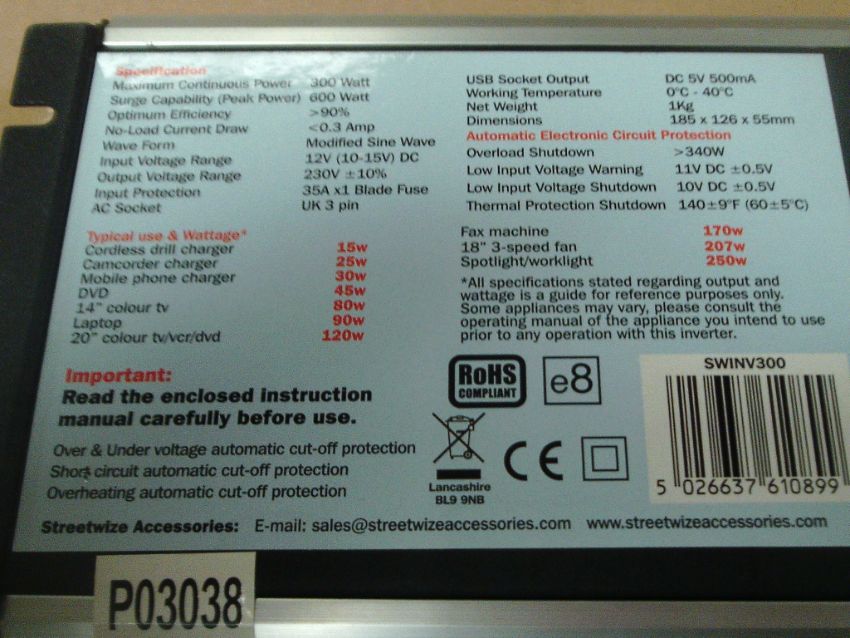 Specification
Maximum Continuous Power 300 Watt
Surge Capability (Peak Power) 600 Watt
Optimum Efficiency >90%
No-Load Current Draw <0.3 Amp
Wave Form Modified Sine Wave
Input Voltage Range 12V (10-15V) DC
Output Voltage Range 230V ±10%
Input Protection 35A x1 Blade Fuse
AC Socket UK 3 pin
USB Socket Output DC 5V 500mA
Working Temperature 0°C - 40°C
Net Weight 1Kg
Dimensions 185 x 126 x 55mm
Automatic Electronic Circuit Protection
Overload Shutdown >340W
Low Input Voltage Warning 11V DC ±0.5V
Low Input Voltage Shutdown 10V DC ±0.5V
Thermal Protection Shutdown 140±9°F (60±5°C)
Typical use & Wattage*
Cordless drill charger 15w
Camcorder charger 25w
Mobile phone charger 30w
DVD 45w
14" colour tv 80w
Laptop 90w
20" colour tv/vcr/dvd 120w
Fax machine 170w
18" 3-speed fan 207w
Spotlight/worklight 250w
*All specifications stated regarding output and
wattage is a guide for reference purposes only.
Some appliances may vary, please consult the
operating manual of the appliance you intend to use
prior to any operation with this inverter.
Important:
Read the enclosed instruction
manual carefully before use.
Over & Under voltage automatic cut-off protection
Short circuit automatic cut-off protection
Overheating automatic cut-off protection
RoHS
COMPLIANT
e8
CE
Lancashire
BL9 9NB
SWINV300
5 026637 610899
Streetwize Accessories: E-mail: sales@streetwizeaccessories.com www.streetwizeaccessories.com
P03038